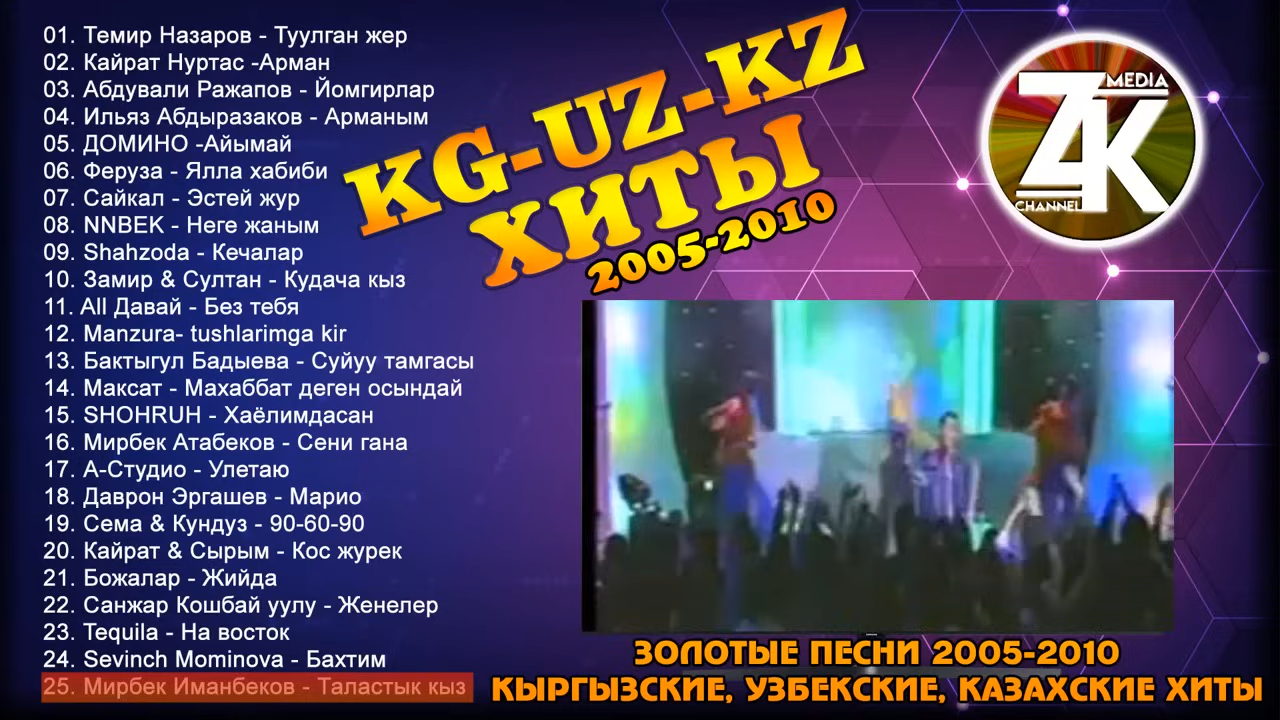 01. Темир Назаров - Туулган жер
02. Кайрат Нуртас -Арман
03. Абдували Ражапов - Йомгирлар
04. Ильяз Абдыразаков - Арманым
05. ДОМИНО -Айымай
06. Феруза - Ялла хабиби
07. Сайкал - Эстей жур
08. NNBEK - Неге жаным
09. Shahzoda - Кечалар
10. Замир & Султан - Кудача кыз
11. All Давай - Без тебя
12. Manzura- tushlarimga kir
13. Бактыгул Бадыева - Суйуу тамгасы
14. Максат - Махаббат деген осындай
15. SHOHRUH - Хаёлимдасан
16. Мирбек Атабеков - Сени гана
17. А-Студио - Улетаю
18. Даврон Эргашев - Марио
19. Сема & Кундуз - 90-60-90
20. Кайрат & Сырым - Кос журек
21. Божалар - Жийда
22. Санжар Кошбай уулу - Женелер
23. Tequila - На восток
24. Sevinch Mominova - Бахтим
25. Мирбек Иманбеков - Таластык кыз
KG-UZ-KZ
ХИТЫ
2005-2010
ZK
MEDIA
CHANNEL
ЗОЛОТЫЕ ПЕСНИ 2005-2010
КЫРГЫЗСКИЕ, УЗБЕКСКИЕ, КАЗАХСКИЕ ХИТЫ